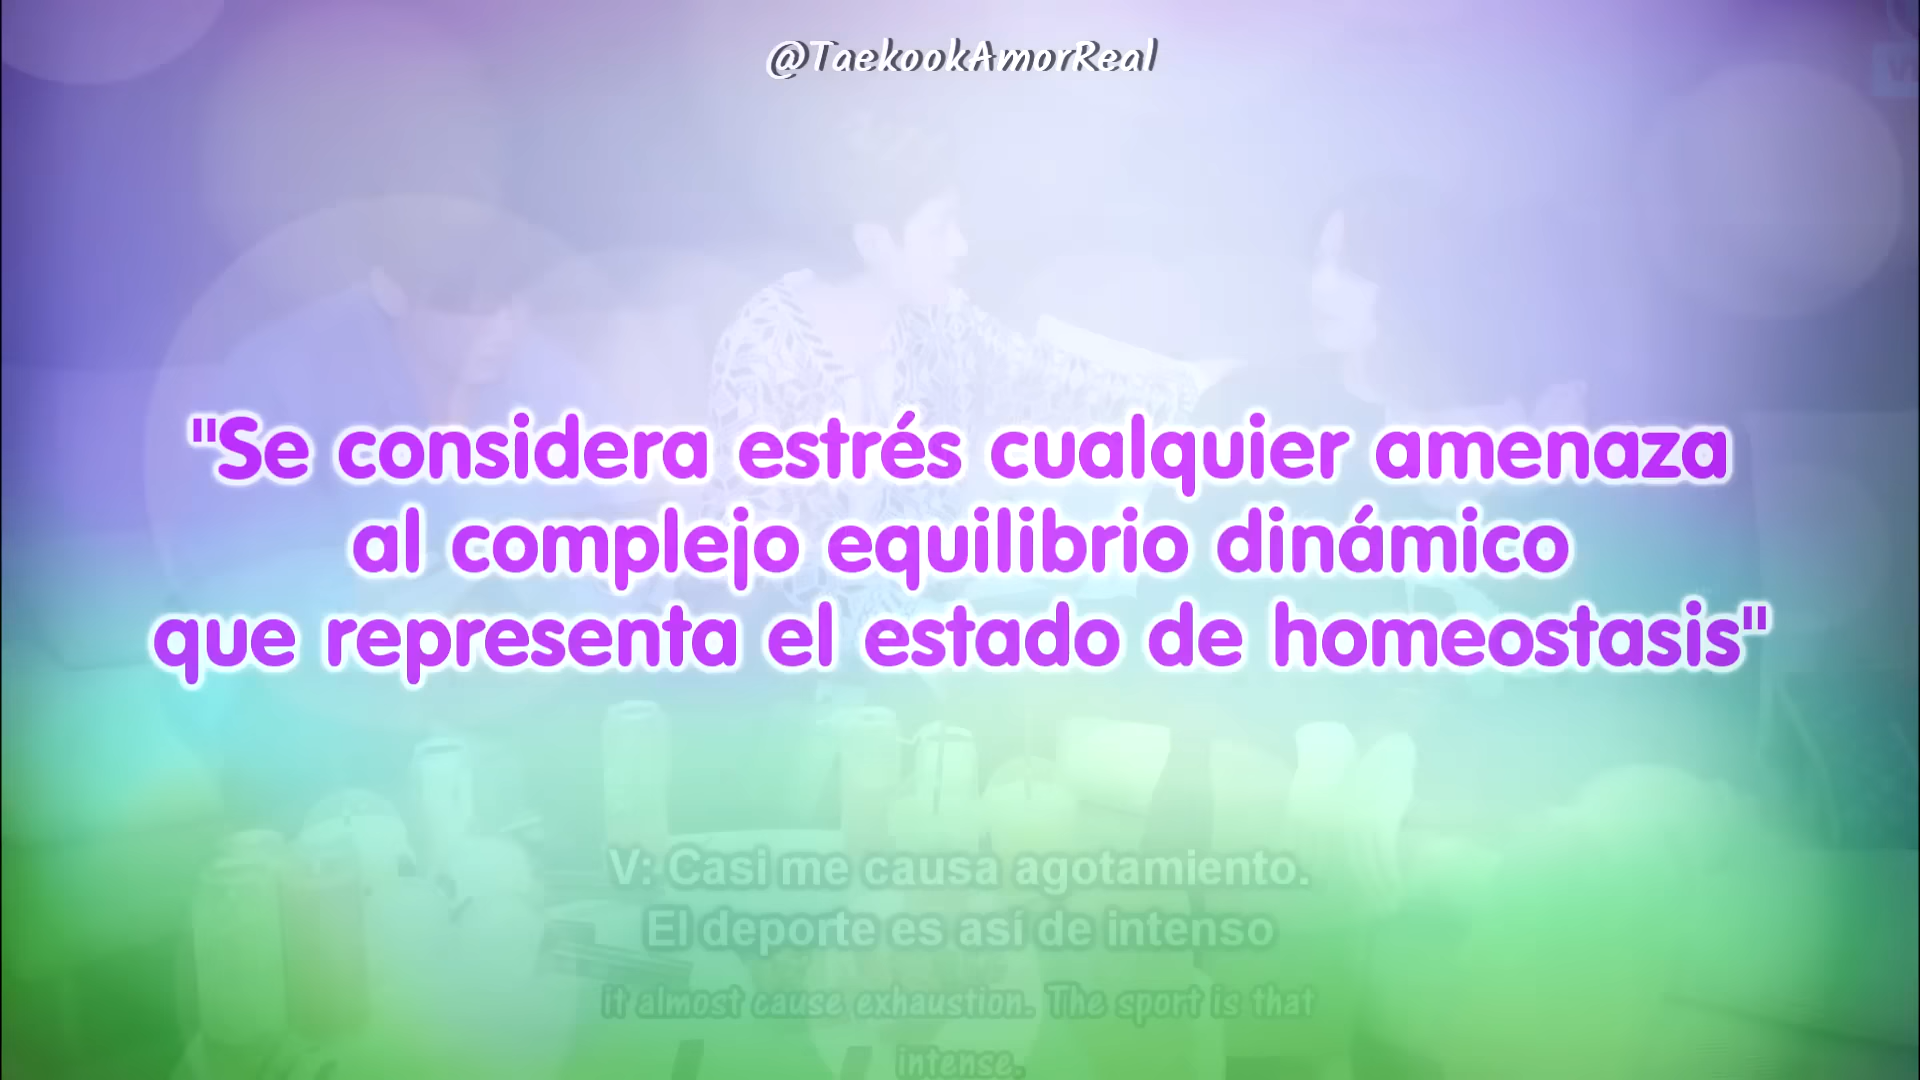 @TaekookAmorReal
"Se considera estrés cualquier amenaza
al complejo equilibrio dinámico
que representa el estado de homeostasis"
V: Casi me causa agotamiento.
El deporte es así de intenso
it almost cause exhaustion. The sport is that
intense.